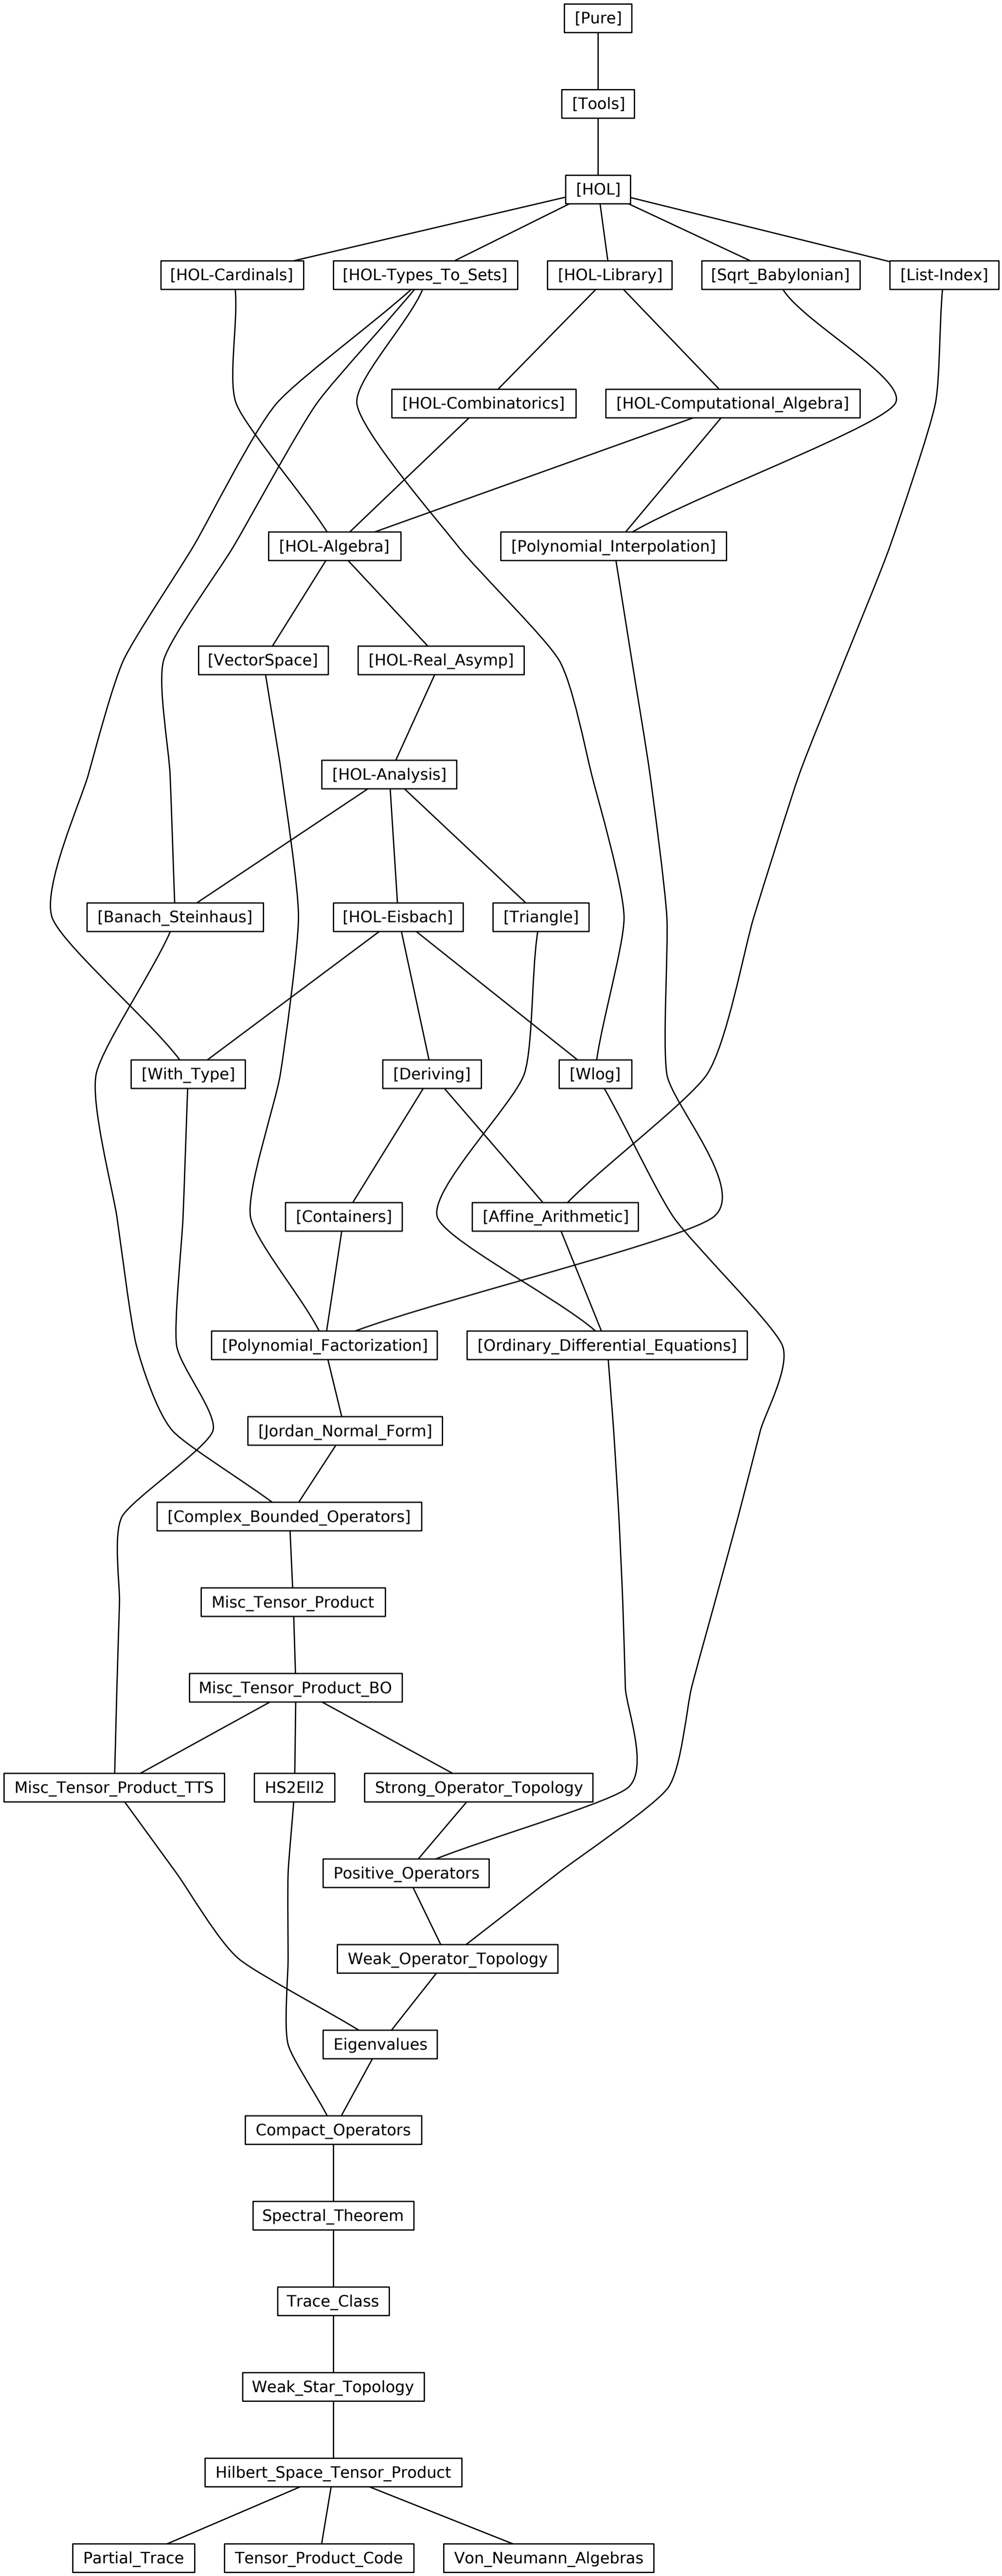 [Pure]
[Tools]
[HOL]
[HOL-Cardinals]
[HOL-Types_To_Sets]
[HOL-Library]
[Sqrt_Babylonian]
[List-Index]
[HOL-Combinatorics]
[HOL-Computational_Algebra]
[HOL-Algebra]
[Polynomial_Interpolation]
[VectorSpace]
[HOL-Real_Asymp]
[HOL-Analysis]
[Banach_Steinhaus]
[HOL-Eisbach]
[Triangle]
[With_Type]
[Deriving]
[Wlog]
[Containers]
[Affine_Arithmetic]
[Polynomial_Factorization]
[Ordinary_Differential_Equations]
[Jordan_Normal_Form]
[Complex_Bounded_Operators]
Misc_Tensor_Product
Misc_Tensor_Product_BO
Misc_Tensor_Product_TTS
HS2Ell2
Strong_Operator_Topology
Positive_Operators
Weak_Operator_Topology
Eigenvalues
Compact_Operators
Spectral_Theorem
Trace_Class
Weak_Star_Topology
Hilbert_Space_Tensor_Product
Partial_Trace
Tensor_Product_Code
Von_Neumann_Algebras